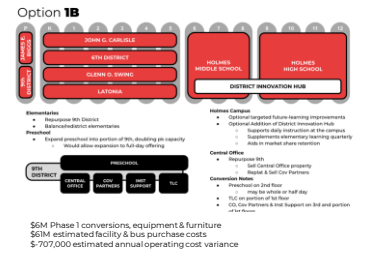 Option 1B
P K 1 2 3 4 5 6 7 8 9 10 11 12
JAMES E. BIGGS
9TH DISTRICT
JOHN G. CARLISLE
6TH DISTRICT
GLENN O. SWING
LATONIA
HOLMES
MIDDLE SCHOOL
HOLMES
HIGH SCHOOL
DISTRICT INNOVATION HUB
Elementaries
• Repurpose 9th District
• Balances/redistrict elementaries
Preschool
• Expand preschool into portion of 9th, doubling pk capacity
○ Would allow expansion to full-day offering
9TH
DISTRICT
PRESCHOOL
CENTRAL
OFFICE
COV
PARTNERS
INST
SUPPORT
TLC
Holmes Campus
• Optional targeted future-learning improvements
• Optional Addition of District Innovation Hub
○ Supports daily instruction at the campus
○ Supplements elementary learning quarterly
○ Aids in market share retention
Central Office
• Repurpose 9th
○ Sell Central Office property
○ Replat & Sell Cov Partners
Conversion Notes
• Preschool on 2nd floor
○ may be whole or half day
• TLC on portion of 1st floor
• CO, Cov Partners & Inst Support on 3rd and portion
of 1st floors
$6M Phase 1 conversions, equipment & furniture
$61M estimated facility & bus purchase costs
$-707,000 estimated annual operating cost variance